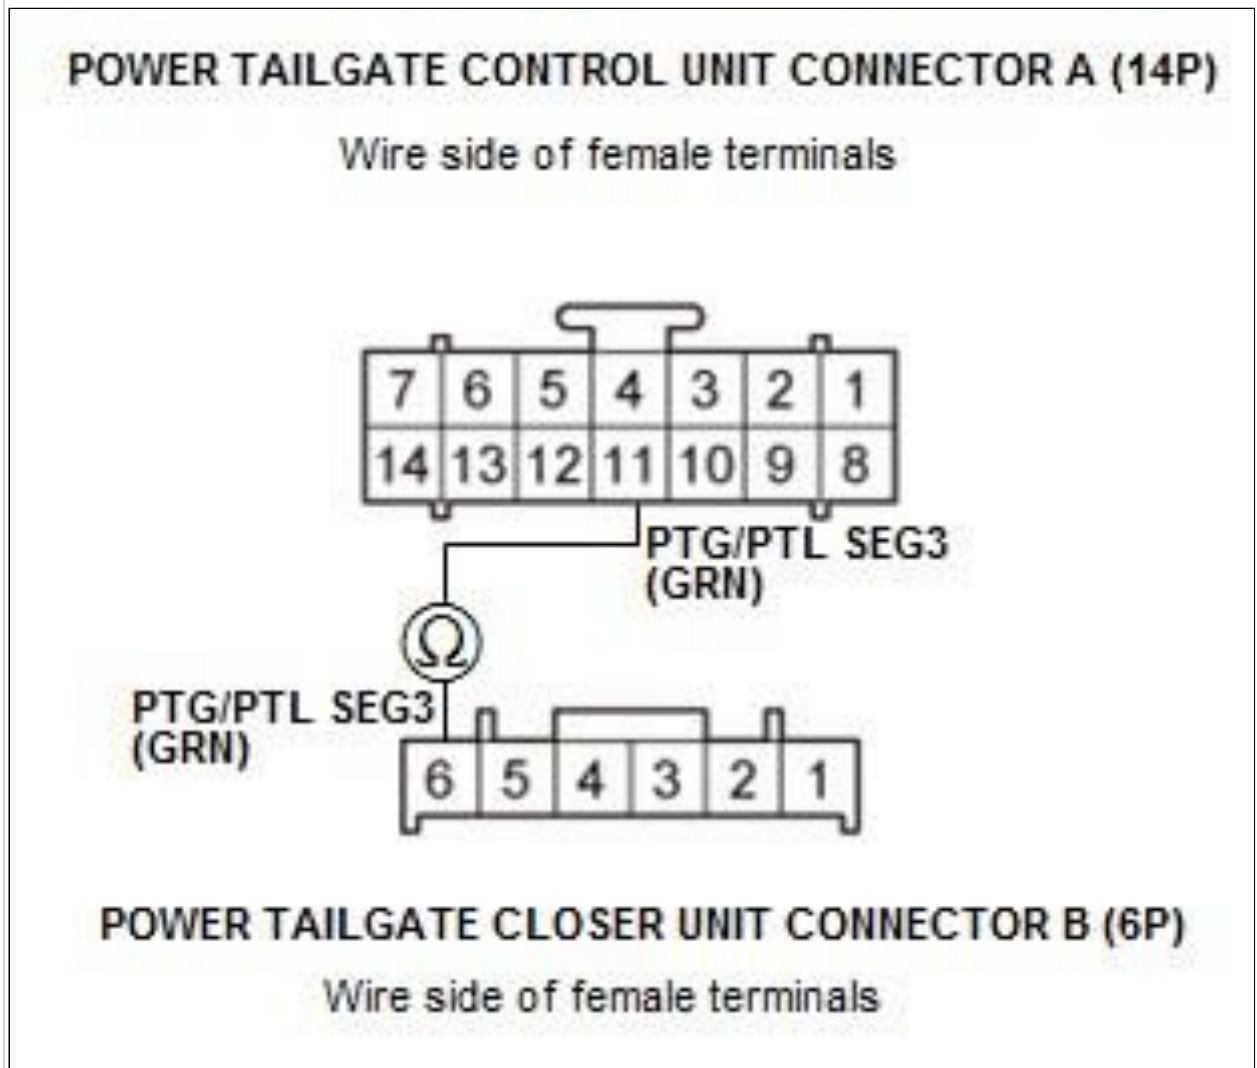 POWER TAILGATE CONTROL UNIT CONNECTOR A (14P)
Wire side of female terminals
7 6 5 4 3 2 1
14 13 12 11 10 9 8
PTG/PTL SEG3
(GRN)
Ω
PTG/PTL SEG3
(GRN)
6 5 4 3 2 1
POWER TAILGATE CLOSER UNIT CONNECTOR B (6P)
Wire side of female terminals